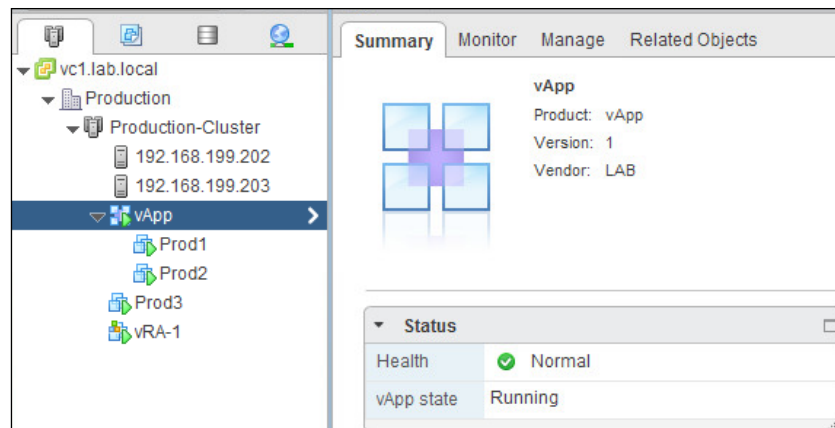 vc1.lab.local
Production
Production-Cluster
192.168.199.202
192.168.199.203
vApp
Prod1
Prod2
Prod3
vRA-1
Summary Monitor Manage Related Objects
vApp
Product: vApp
Version: 1
Vendor: LAB
Status
Health Normal
vApp state Running